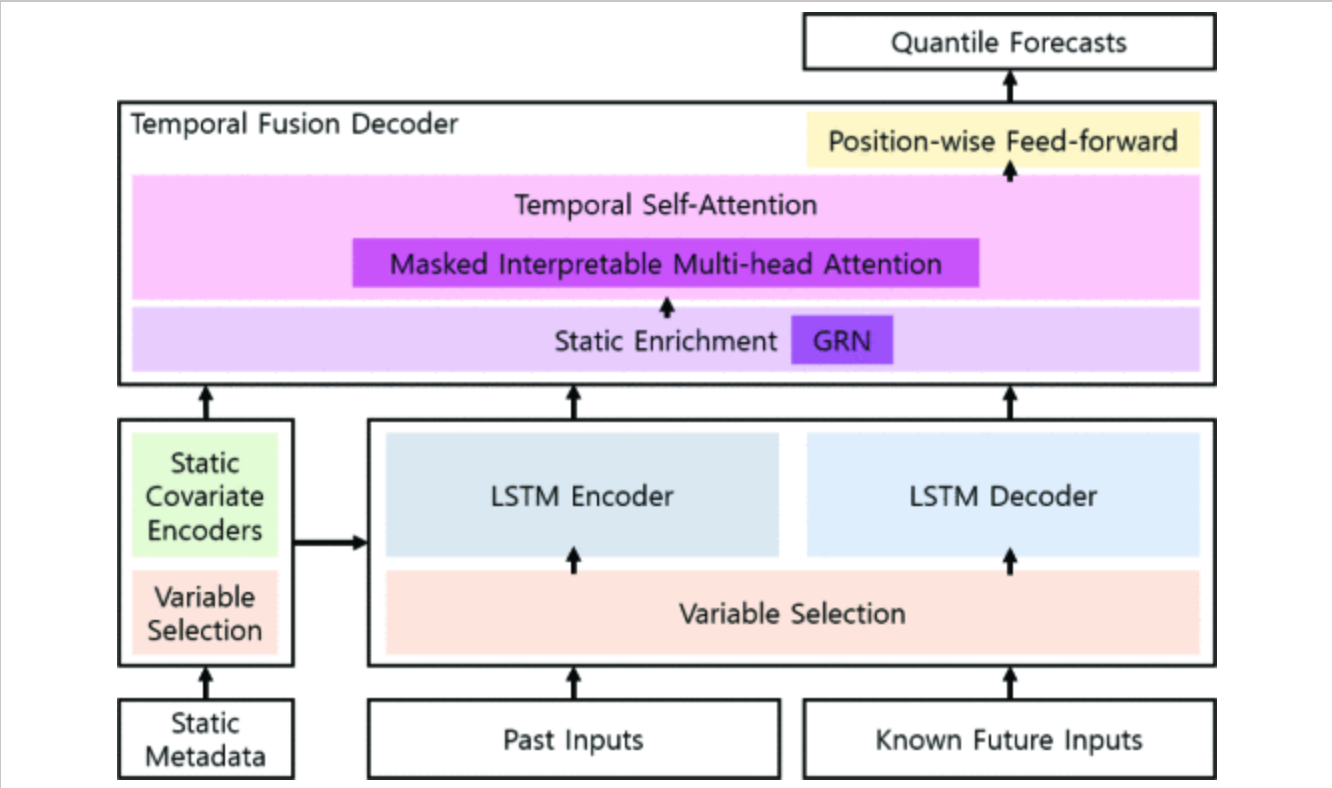 Quantile Forecasts
Temporal Fusion Decoder
Position-wise Feed-forward
Temporal Self-Attention
Masked Interpretable Multi-head Attention
Static Enrichment GRN
Static
Covariate
Encoders
LSTM Encoder
LSTM Decoder
Variable
Selection
Variable Selection
Static
Metadata
Past Inputs
Known Future Inputs